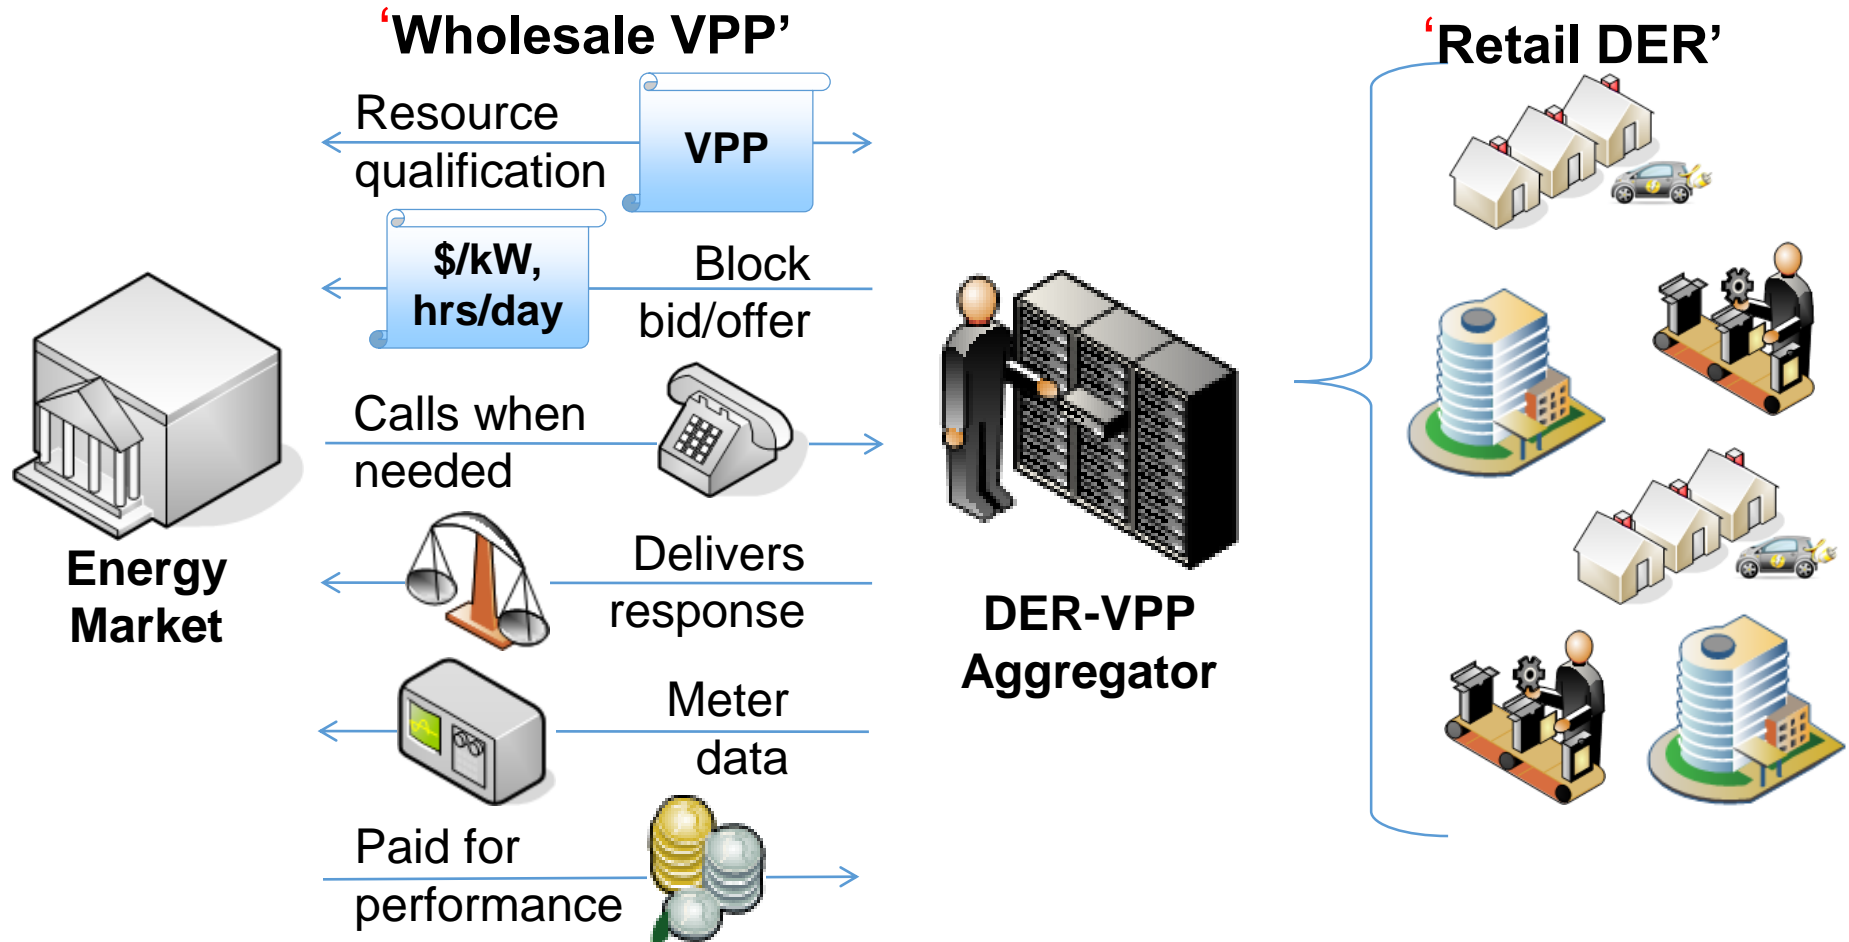 ‘Wholesale VPP’
‘Retail DER’
Resource
qualification
VPP
$/kW,
hrs/day
Block
bid/offer
Calls when
needed
Energy
Market
Delivers
response
DER-VPP
Aggregator
Meter
data
Paid for
performance